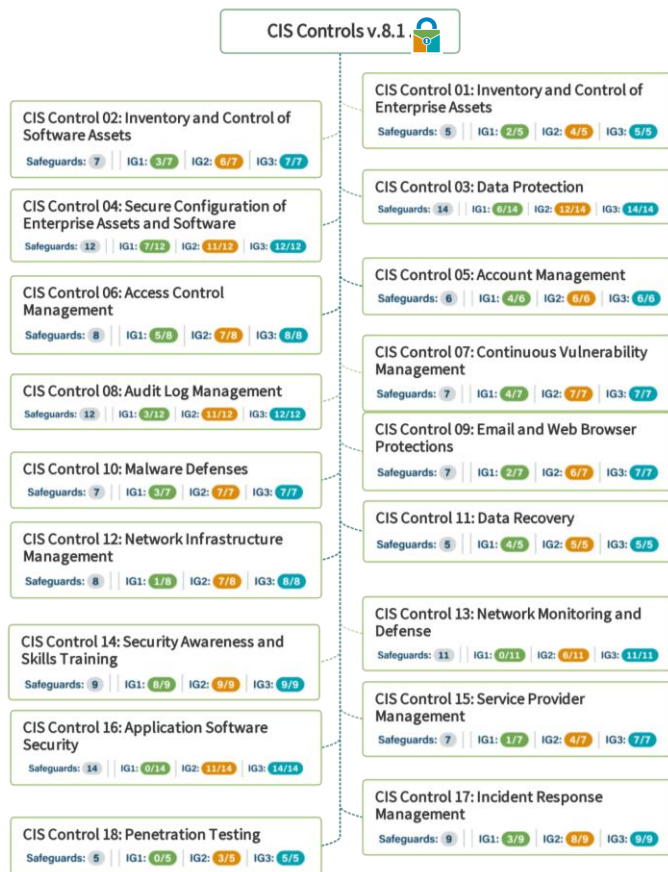 CIS Controls v.8.1
CIS Control 01: Inventory and Control of
Enterprise Assets
Safeguards: 5 IG1: 2/5 IG2: 4/5 IG3: 5/5
CIS Control 02: Inventory and Control of
Software Assets
Safeguards: 7 IG1: 3/7 IG2: 6/7 IG3: 7/7
CIS Control 03: Data Protection
Safeguards: 14 IG1: 6/14 IG2: 12/14 IG3: 14/14
CIS Control 04: Secure Configuration of
Enterprise Assets and Software
Safeguards: 12 IG1: 7/12 IG2: 11/12 IG3: 12/12
CIS Control 05: Account Management
Safeguards: 6 IG1: 4/6 IG2: 6/6 IG3: 6/6
CIS Control 06: Access Control
Management
Safeguards: 8 IG1: 5/8 IG2: 7/8 IG3: 8/8
CIS Control 07: Continuous Vulnerability
Management
Safeguards: 7 IG1: 4/7 IG2: 7/7 IG3: 7/7
CIS Control 08: Audit Log Management
Safeguards: 12 IG1: 3/12 IG2: 11/12 IG3: 12/12
CIS Control 09: Email and Web Browser
Protections
Safeguards: 7 IG1: 2/7 IG2: 6/7 IG3: 7/7
CIS Control 10: Malware Defenses
Safeguards: 7 IG1: 3/7 IG2: 7/7 IG3: 7/7
CIS Control 11: Data Recovery
Safeguards: 5 IG1: 4/5 IG2: 5/5 IG3: 5/5
CIS Control 12: Network Infrastructure
Management
Safeguards: 8 IG1: 1/8 IG2: 7/8 IG3: 8/8
CIS Control 13: Network Monitoring and
Defense
Safeguards: 11 IG1: 0/11 IG2: 6/11 IG3: 11/11
CIS Control 14: Security Awareness and
Skills Training
Safeguards: 9 IG1: 8/9 IG2: 9/9 IG3: 9/9
CIS Control 15: Service Provider
Management
Safeguards: 7 IG1: 1/7 IG2: 4/7 IG3: 7/7
CIS Control 16: Application Software
Security
Safeguards: 14 IG1: 0/14 IG2: 11/14 IG3: 14/14
CIS Control 17: Incident Response
Management
Safeguards: 9 IG1: 3/9 IG2: 8/9 IG3: 9/9
CIS Control 18: Penetration Testing
Safeguards: 5 IG1: 0/5 IG2: 3/5 IG3: 5/5